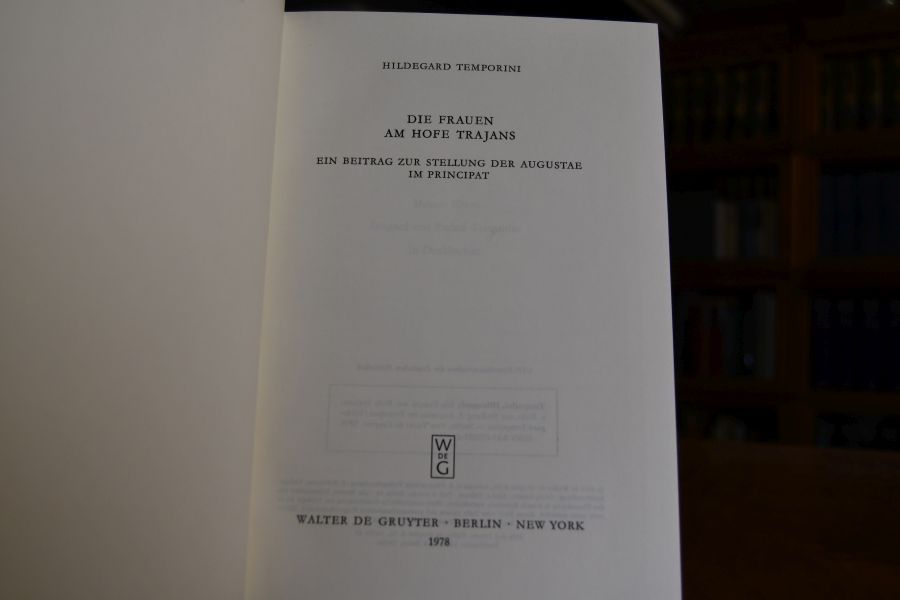 HILDEGARD TEMPORINI
DIE FRAUEN
AM HOFE TRAJANS
EIN BEITRAG ZUR STELLUNG DER AUGUSTAE
IM PRINCIPAT
W
DE
G
WALTER DE GRUYTER · BERLIN · NEW YORK
1978